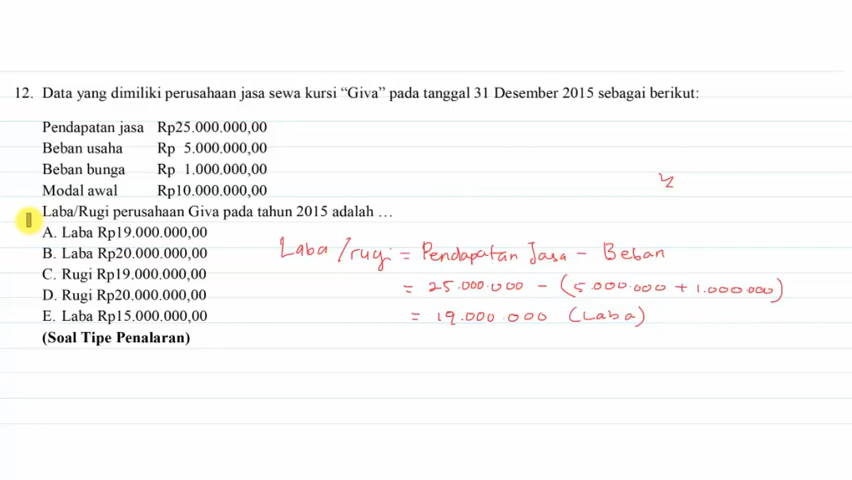 12. Data yang dimiliki perusahaan jasa sewa kursi “Giva” pada tanggal 31 Desember 2015 sebagai berikut:
Pendapatan jasa Rp25.000.000,00
Beban usaha Rp 5.000.000,00
Beban bunga Rp 1.000.000,00
Modal awal Rp10.000.000,00
Laba/Rugi perusahaan Giva pada tahun 2015 adalah …
A. Laba Rp19.000.000,00
B. Laba Rp20.000.000,00
C. Rugi Rp19.000.000,00
D. Rugi Rp20.000.000,00
E. Laba Rp15.000.000,00
(Soal Tipe Penalaran)
Laba /rugi = Pendapatan Jasa - Beban
= 25.000.000 - (5.000.000 + 1.000.000)
= 19.000.000 (Laba)